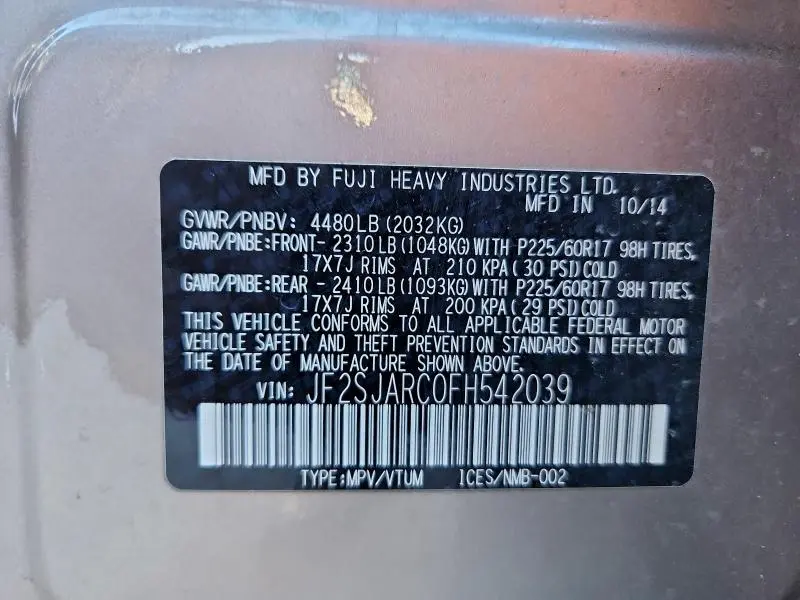 MFD BY FUJI HEAVY INDUSTRIES LTD.
MFD IN 10/14
GVWR/PNBV: 4480LB (2032KG)
GAWR/PNBE:FRONT- 2310LB (1048KG) WITH P225/60R17 98H TIRES,
17X7J RIMS AT 210 KPA ( 30 PSI) COLD
GAWR/PNBE:REAR - 2410LB (1093KG) WITH P225/60R17 98H TIRES,
17X7J RIMS AT 200 KPA ( 29 PSI) COLD
THIS VEHICLE CONFORMS TO ALL APPLICABLE FEDERAL MOTOR
VEHICLE SAFETY AND THEFT PREVENTION STANDARDS IN EFFECT ON
THE DATE OF MANUFACTURE SHOWN ABOVE.
VIN: JF2SJARC0FH542039
TYPE:MPV/VTUM ICES/NMB-002